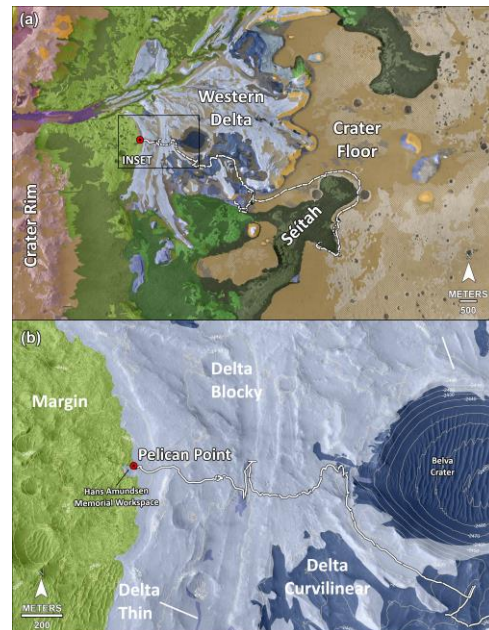 (a)
Western
Delta
Crater
Floor
INSET
Séítah
Crater Rim
METERS
500
(b)
Delta
Blocky
Margin
Pelican Point
Hans Amundsen
Memorial Workspace
Belva
Crater
Delta
Curvilinear
Delta
Thin
METERS
200